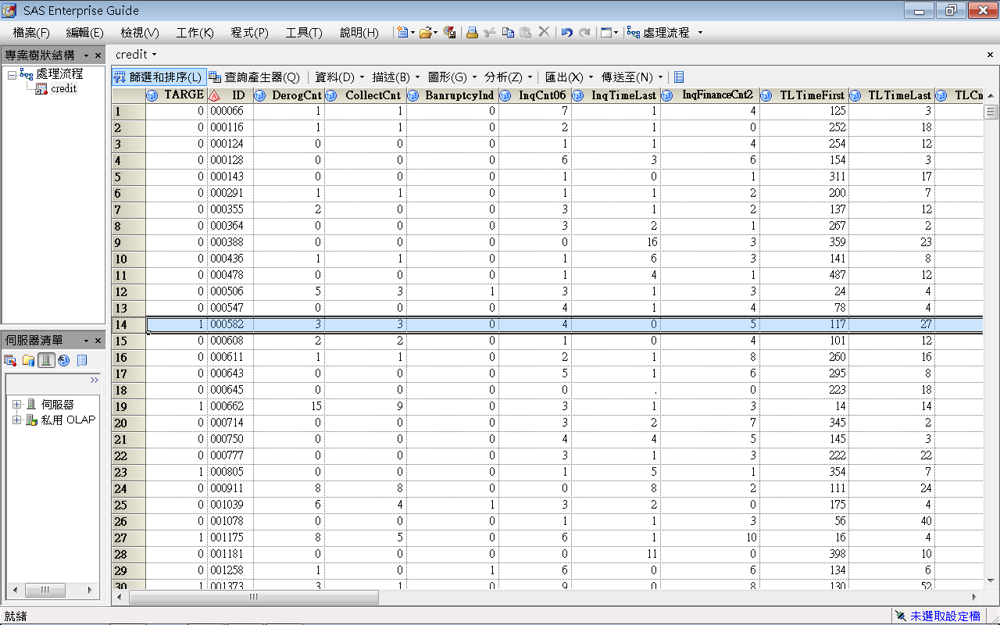 SAS Enterprise Guide
檔案(F) 編輯(E) 檢視(V) 工作(K) 程式(P) 工具(T) 說明(H) 處理流程
專案樹狀結構
處理流程
credit
credit
篩選和排序(L) 查詢產生器(Q) 資料(D) 描述(B) 圖形(G) 分析(Z) 匯出(X) 傳送至(N)
TARGE ID DerogCnt CollectCnt BanruptcyInd InqCnt06 InqTimeLast InqFinanceCnt2 TLTimeFirst TLTimeLast TLCn
1 0 000066 1 1 0 7 1 4 125 3
2 0 000116 1 1 0 2 1 0 252 18
3 0 000124 0 0 0 1 1 4 254 12
4 0 000128 0 0 0 6 3 6 154 3
5 0 000143 0 0 0 1 0 1 311 17
6 0 000291 1 1 0 1 1 2 200 7
7 0 000355 2 0 0 3 1 2 137 12
8 0 000364 0 0 0 3 2 1 267 2
9 0 000388 0 0 0 0 16 3 359 23
10 0 000436 1 1 0 1 6 3 141 8
11 0 000478 0 0 0 1 4 1 487 12
12 0 000506 5 3 1 3 1 3 24 4
13 0 000547 0 0 0 4 1 4 78 4
14 1 000582 3 3 0 4 0 5 117 27
15 0 000608 2 2 0 1 0 4 101 12
16 0 000611 1 1 0 2 1 8 260 16
17 0 000643 0 0 0 5 1 6 295 8
18 0 000645 0 0 0 0 . 0 223 18
19 1 000662 15 9 0 3 1 3 14 14
20 0 000714 0 0 0 3 2 7 345 2
21 0 000750 0 0 0 4 4 5 145 3
22 0 000777 0 0 0 3 1 3 222 22
23 1 000805 0 0 0 1 5 1 354 7
24 0 000911 8 8 0 0 8 2 111 24
25 0 001039 6 4 1 3 2 0 175 4
26 0 001078 0 0 0 1 1 3 56 40
27 1 001175 8 5 0 6 1 10 16 4
28 0 001181 0 0 0 0 11 0 398 10
29 0 001258 1 0 1 6 0 6 134 6
30 1 001373 3 1 0 9 0 8 130 52
伺服器清單
伺服器
私用 OLAP
就緒
未選取設定檔